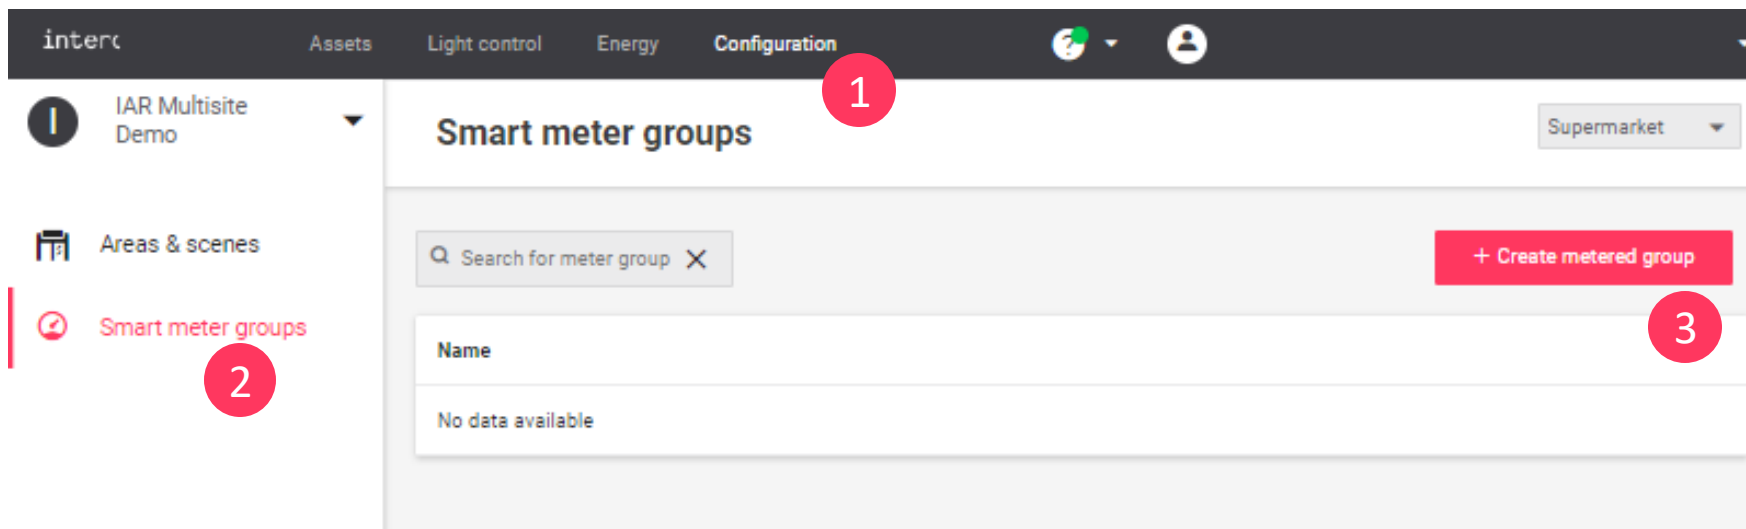 Assets Light control Energy Configuration
1
I IAR Multisite
Demo
Smart meter groups
Supermarket
Areas & scenes
Search for meter group
+ Create metered group
Smart meter groups
2
3
Name
No data available